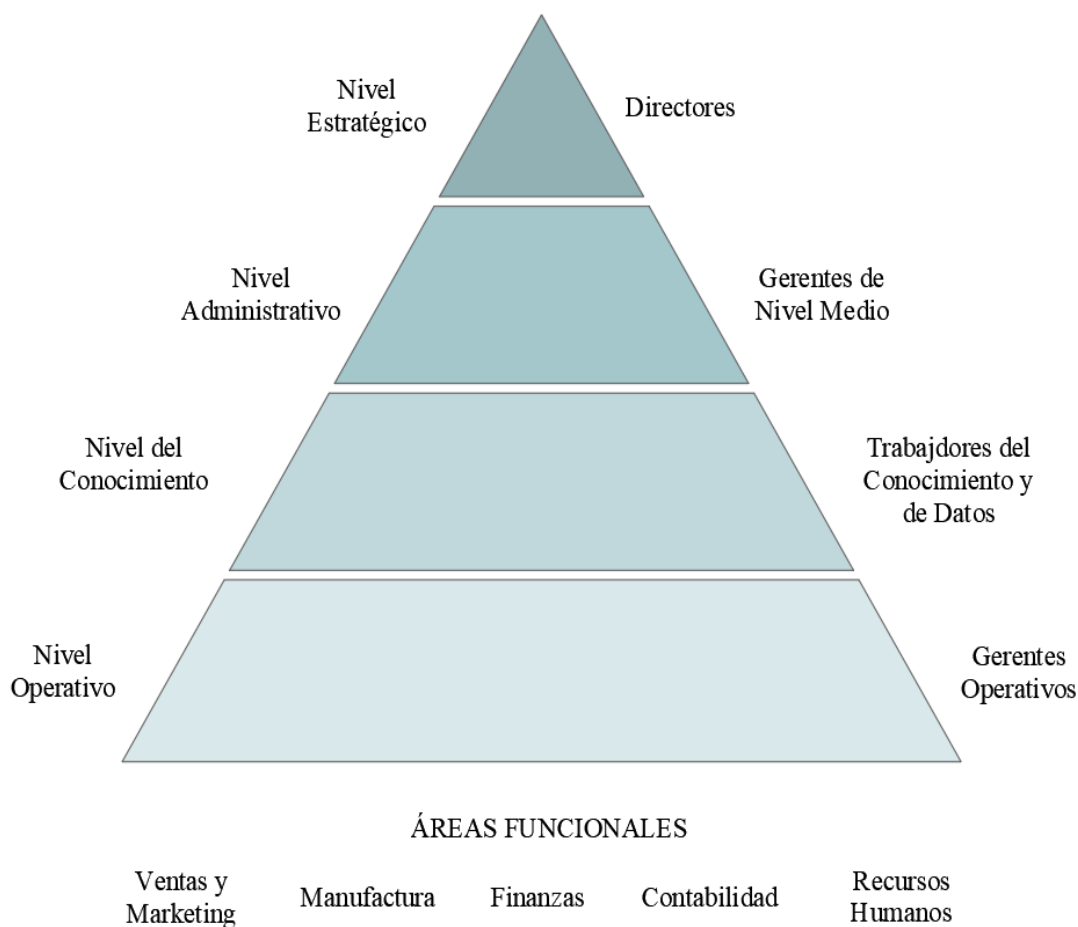 Nivel
Estratégico
Directores
Nivel
Administrativo
Gerentes de
Nivel Medio
Nivel del
Conocimiento
Trabajdores del
Conocimiento y
de Datos
Nivel
Operativo
Gerentes
Operativos
ÁREAS FUNCIONALES
Ventas y
Marketing
Manufactura
Finanzas
Contabilidad
Recursos
Humanos